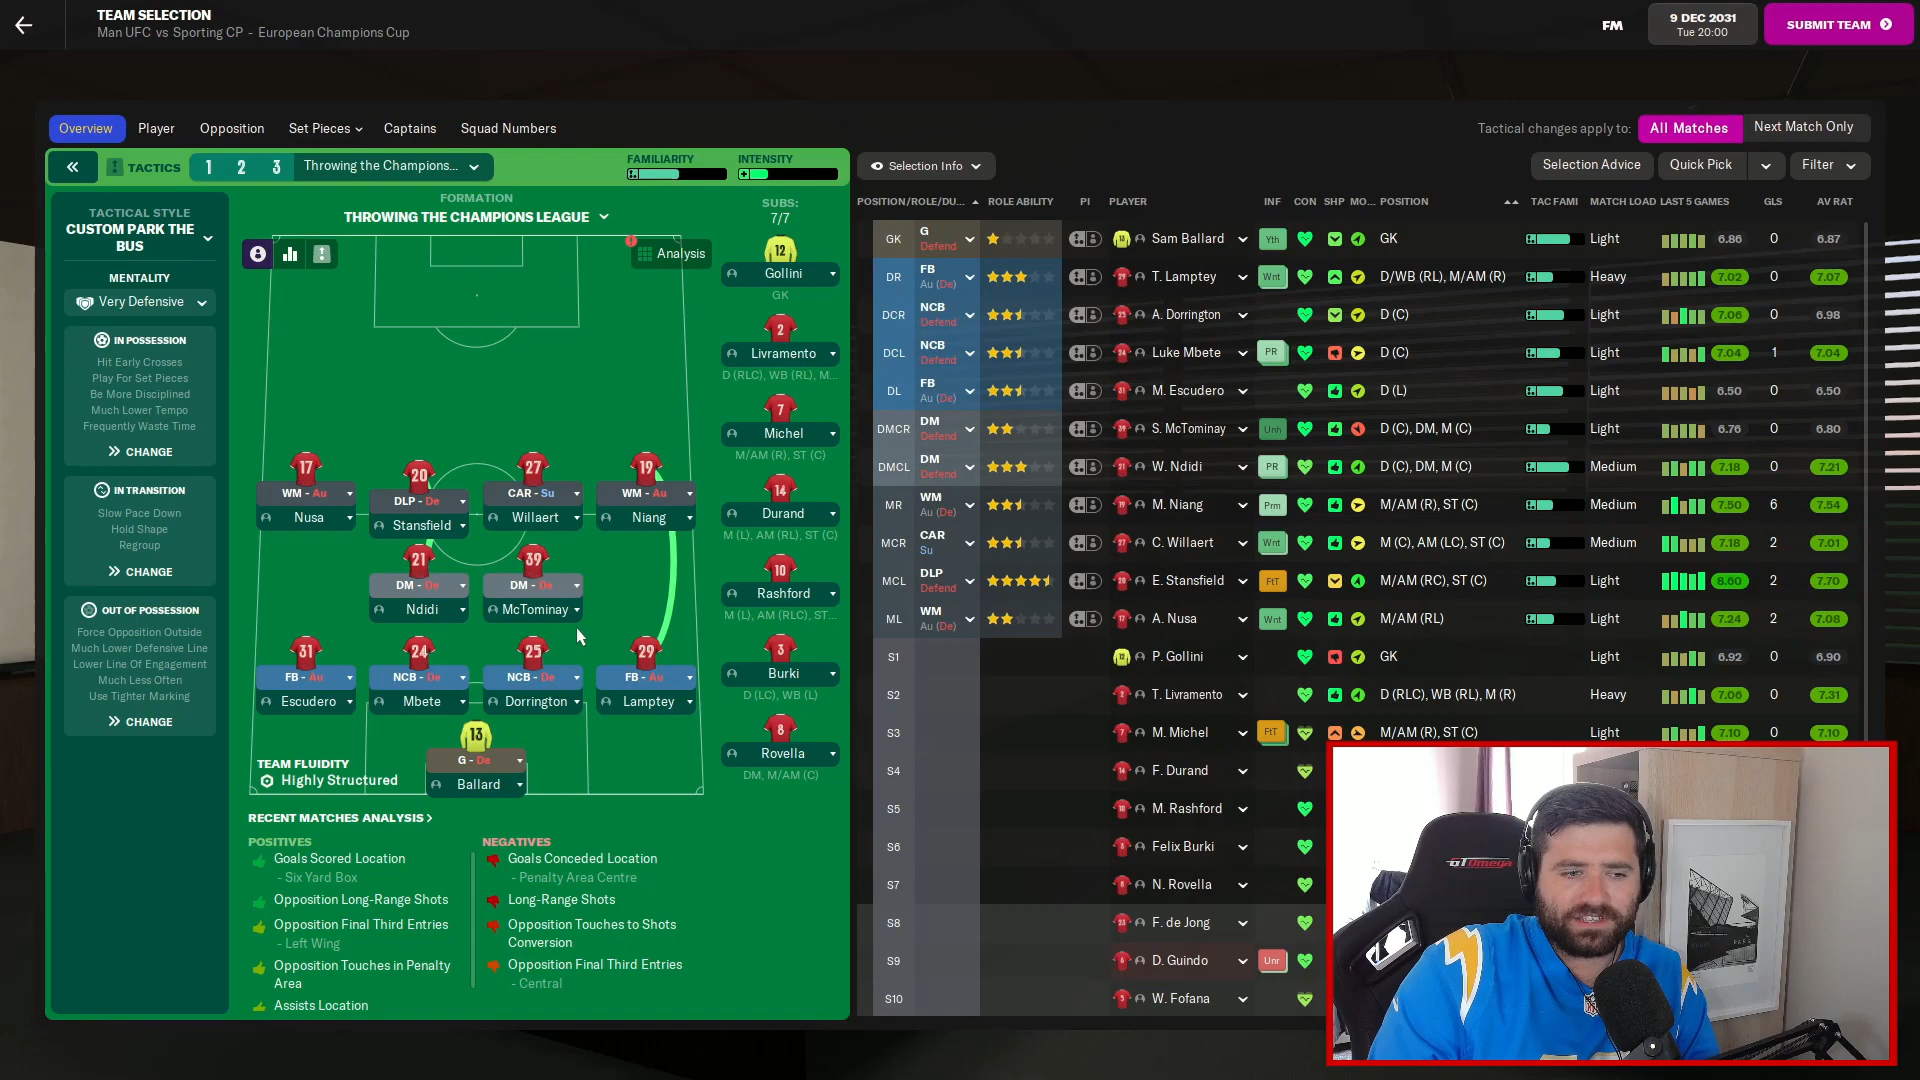 TEAM SELECTION
Man UFC vs Sporting CP - European Champions Cup
FM
9 DEC 2031
Tue 20:00
SUBMIT TEAM
Overview
Player
Opposition
Set Pieces
Captains
Squad Numbers
Tactical changes apply to:
All Matches
Next Match Only
TACTICS
1 2 3
Throwing the Champions...
FAMILIARITY
INTENSITY
Selection Info
Selection Advice
Quick Pick
Filter
TACTICAL STYLE
CUSTOM PARK THE
BUS
MENTALITY
Very Defensive
IN POSSESSION
Hit Early Crosses
Play For Set Pieces
Be More Disciplined
Much Lower Tempo
Frequently Waste Time
CHANGE
IN TRANSITION
Slow Pace Down
Hold Shape
Regroup
CHANGE
OUT OF POSSESSION
Force Opposition Outside
Much Lower Defensive Line
Lower Line Of Engagement
Much Less Often
Use Tighter Marking
CHANGE
FORMATION
THROWING THE CHAMPIONS LEAGUE
Analysis
17 20 27 19
WM - Au DLP - De CAR - Su WM - Au
Nusa Stansfield Willaert Niang
21 39
DM - De DM - De
Ndidi McTominay
31 24 25 29
FB - Au NCB - De NCB - De FB - Au
Escudero Mbete Dorrington Lamptey
13
G - De
Ballard
TEAM FLUIDITY
Highly Structured
SUBS:
7/7
12
Gollini
GK
2
Livramento
D (RLC), WB (RL), M...
7
Michel
M/AM (R), ST (C)
14
Durand
M (L), AM (RL), ST (C)
10
Rashford
M (L), AM (RLC), ST...
3
Burki
D (LC), WB (L)
8
Rovella
DM, M/AM (C)
RECENT MATCHES ANALYSIS >
POSITIVES
Goals Scored Location
- Six Yard Box
Opposition Long-Range Shots
Opposition Final Third Entries
- Left Wing
Opposition Touches in Penalty
Area
Assists Location
NEGATIVES
Goals Conceded Location
- Penalty Area Centre
Long-Range Shots
Opposition Touches to Shots
Conversion
Opposition Final Third Entries
- Central
POSITION/ROLE/DU... ROLE ABILITY PI PLAYER INF CON SHP MO... POSITION TAC FAMI MATCH LOAD LAST 5 GAMES GLS AV RAT
GK G Defend Sam Ballard Yth GK Light 6.86 0 6.87
DR FB Au (De) T. Lamptey Wnt D/WB (RL), M/AM (R) Heavy 7.02 0 7.07
DCR NCB Defend A. Dorrington D (C) Light 7.06 0 6.98
DCL NCB Defend Luke Mbete PR D (C) Light 7.04 1 7.04
DL FB Au (De) M. Escudero D (L) Light 6.50 0 6.50
DMCR DM Defend S. McTominay Unh D (C), DM, M (C) Light 6.76 0 6.80
DMCL DM Defend W. Ndidi PR D (C), DM, M (C) Medium 7.18 0 7.21
MR WM Au (De) M. Niang Prm M/AM (R), ST (C) Medium 7.50 6 7.54
MCR CAR Su C. Willaert Wnt M (C), AM (LC), ST (C) Medium 7.18 2 7.01
MCL DLP Defend E. Stansfield FtT M/AM (RC), ST (C) Light 8.60 2 7.70
ML WM Au (De) A. Nusa Wnt M/AM (RL) Light 7.24 2 7.08
S1 P. Gollini GK Light 6.92 0 6.90
S2 T. Livramento D (RLC), WB (RL), M (R) Heavy 7.06 0 7.31
S3 M. Michel FtT M/AM (R), ST (C) Light 7.10 0 7.10
S4 F. Durand
S5 M. Rashford
S6 Felix Burki
S7 N. Rovella
S8 F. de Jong
S9 D. Guindo Unr
S10 W. Fofana
GTOmega
NFL